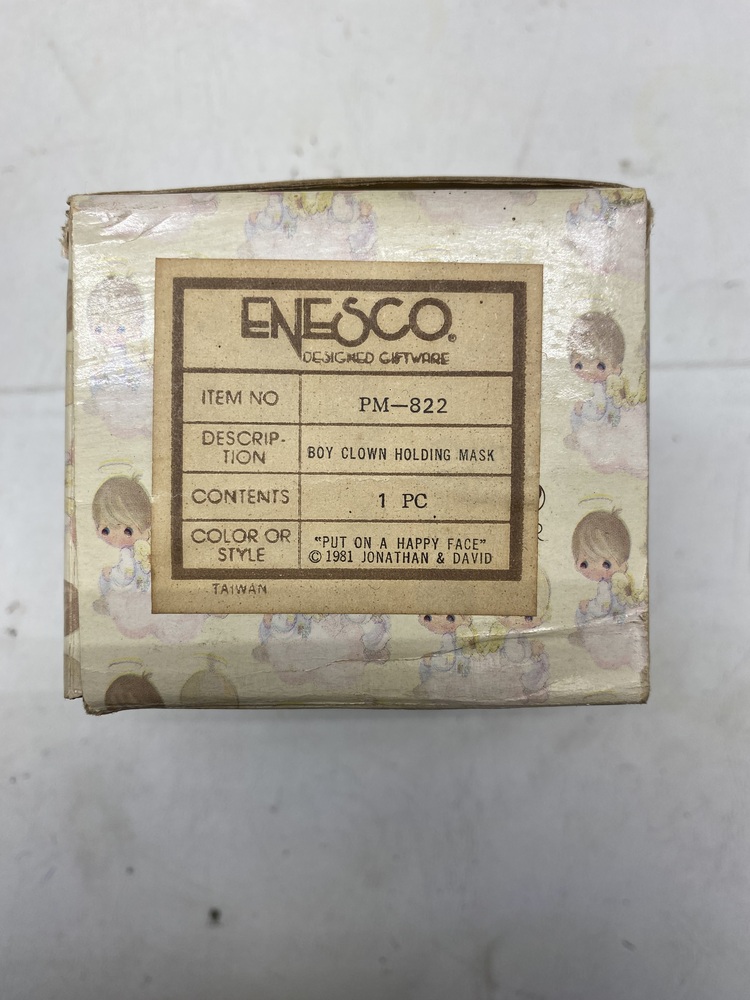 ENESCO®
DESIGNED GIFTWARE
ITEM NO PM-822
DESCRIP-
TION BOY CLOWN HOLDING MASK
CONTENTS 1 PC
COLOR OR
STYLE
"PUT ON A HAPPY FACE"
© 1981 JONATHAN & DAVID
TAIWAN